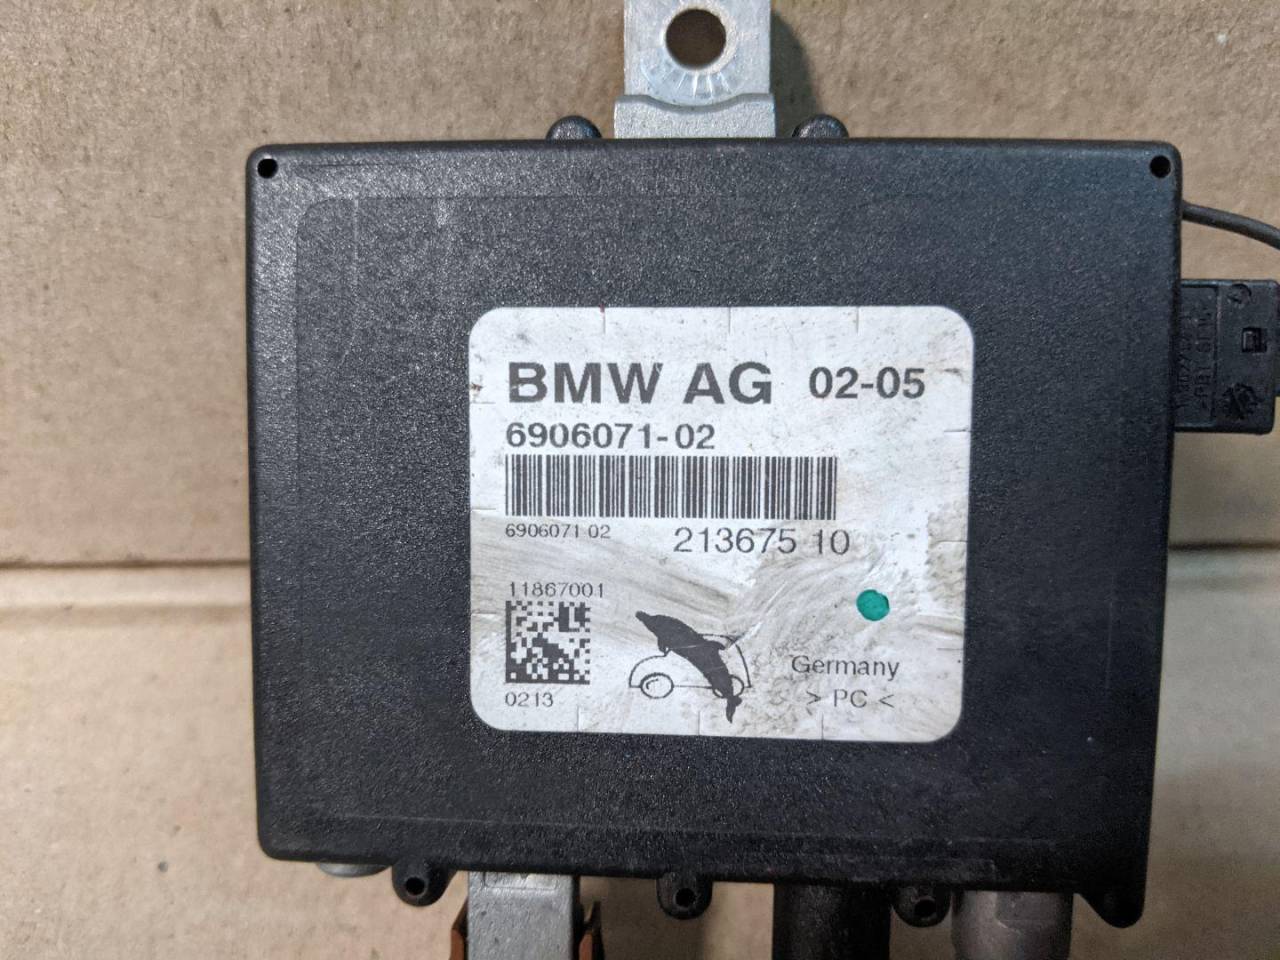 BMW AG 02-05
6906071-02
6906071 02 213675 10
11867001
0213
Germany
> PC <